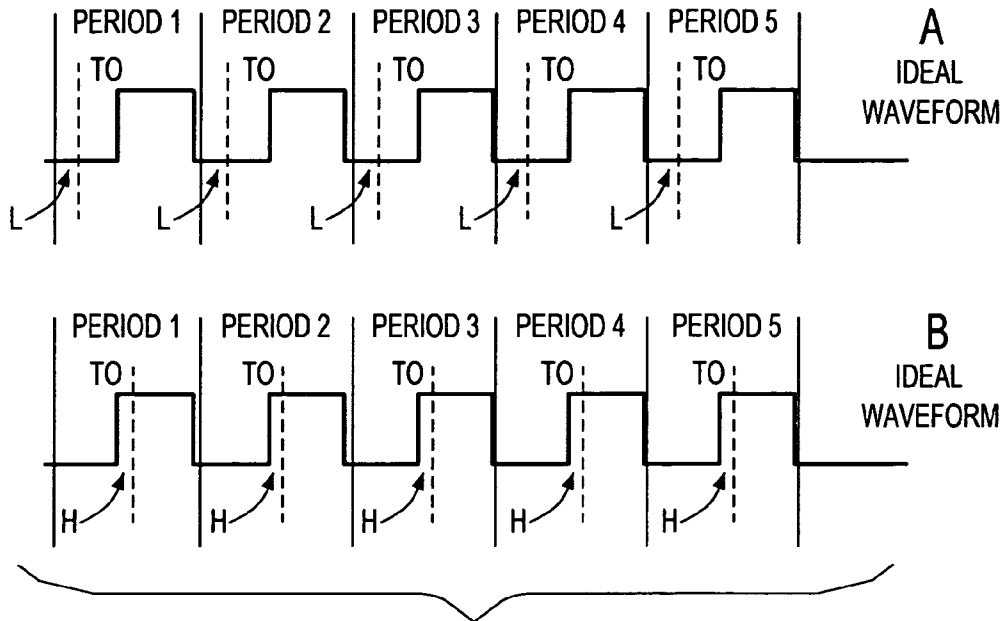 PERIOD 1 PERIOD 2 PERIOD 3 PERIOD 4 PERIOD 5
A
IDEAL
WAVEFORM
TO TO TO TO TO
L L L L L
PERIOD 1 PERIOD 2 PERIOD 3 PERIOD 4 PERIOD 5
B
IDEAL
WAVEFORM
TO TO TO TO TO
H H H H H